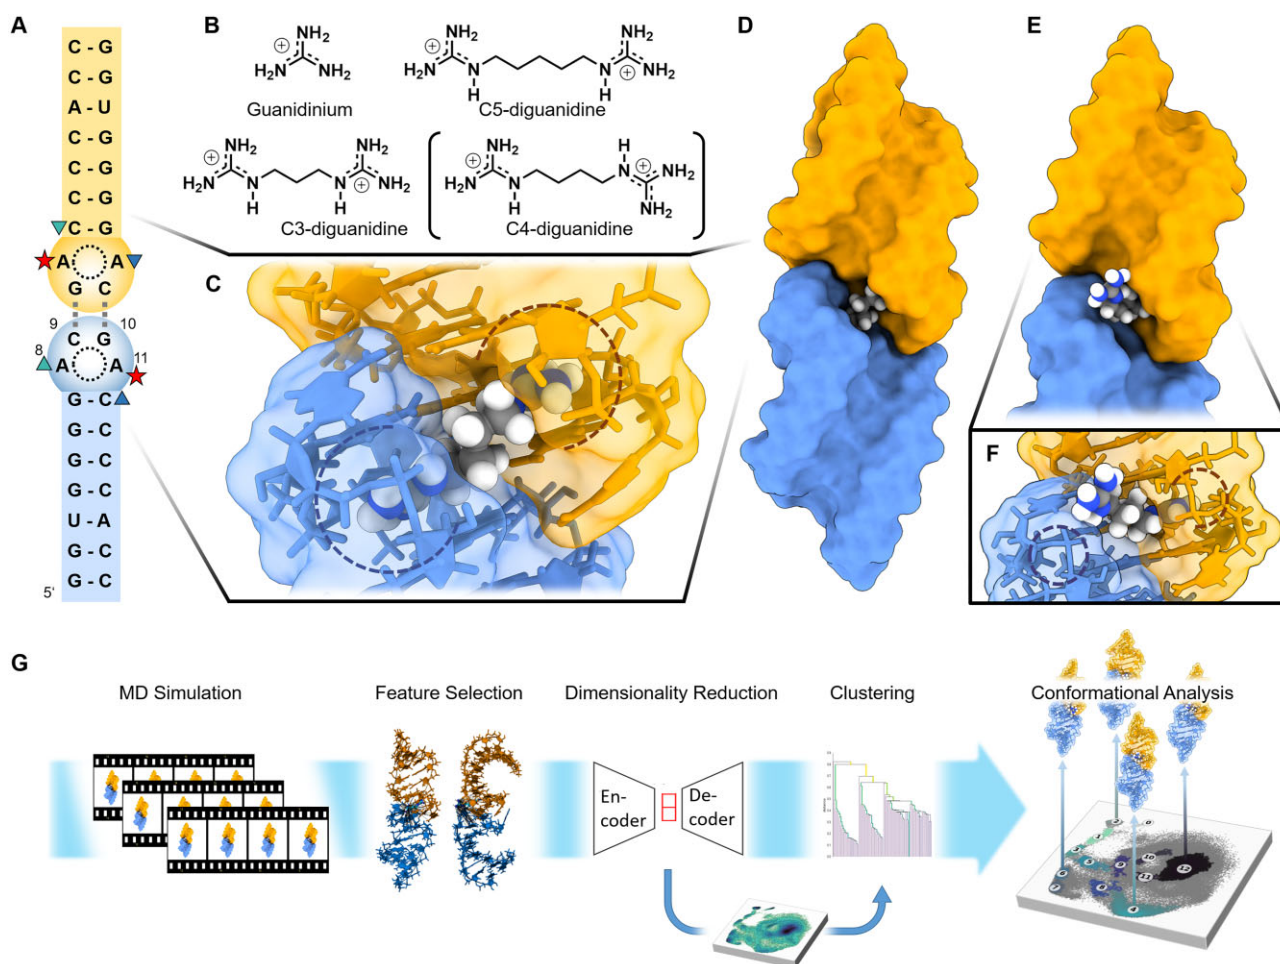 A
C - G
C - G
A - U
C - G
C - G
C - G
C - G
A A
G C
9 10
C G
8 11
A A
G - C
G - C
G - C
G - C
U - A
G - C
5' G - C
B
NH2
H2N NH2
Guanidinium
NH2 NH2
H2N N N NH2
H H
C5-diguanidine
NH2 NH2
H2N N N NH2
H H
C3-diguanidine
NH2 H
H2N N N NH2
H NH2
C4-diguanidine
C
D
E
F
G
MD Simulation
Feature Selection
Dimensionality Reduction
Clustering
Conformational Analysis
En-
coder
De-
coder